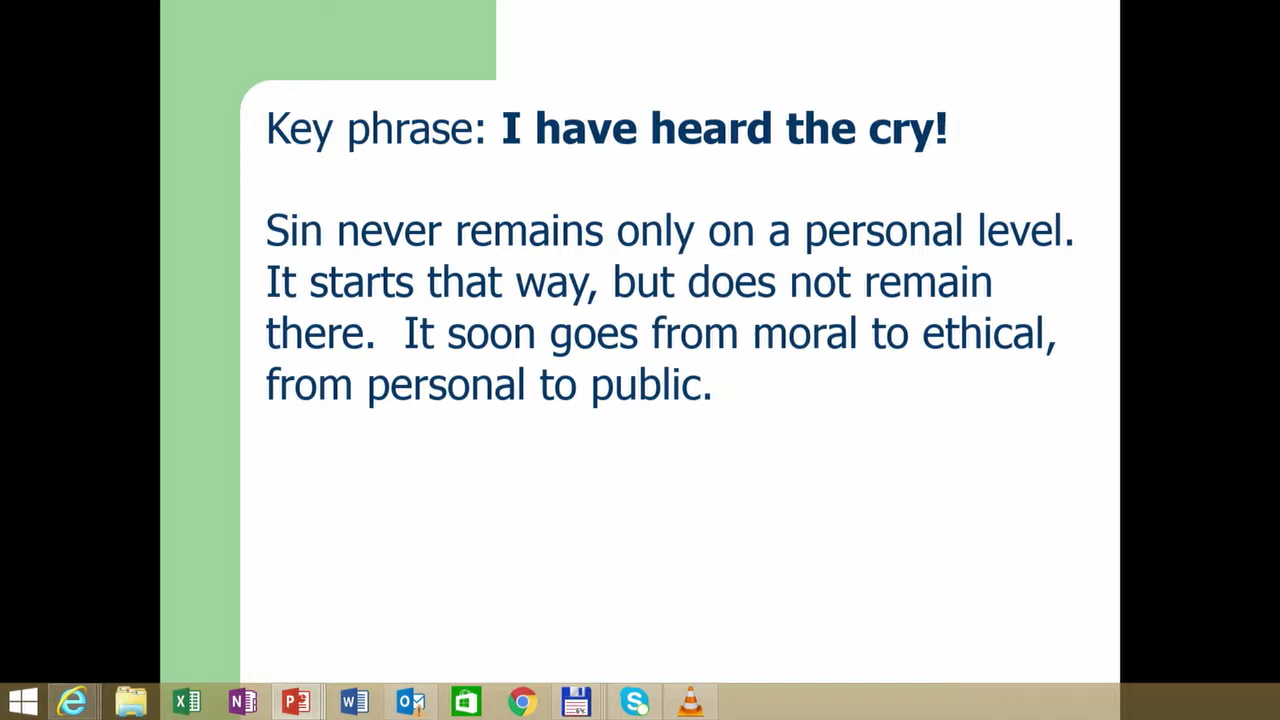 Key phrase: I have heard the cry!
Sin never remains only on a personal level.
It starts that way, but does not remain
there.  It soon goes from moral to ethical,
from personal to public.